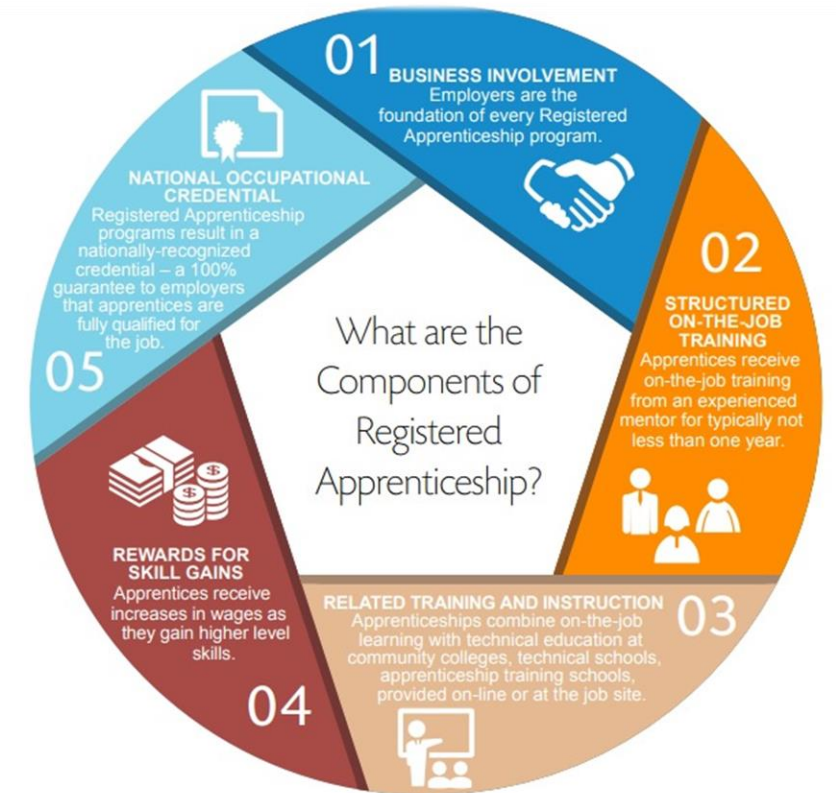 What are the
Components of
Registered
Apprenticeship?
01
BUSINESS INVOLVEMENT
Employers are the
foundation of every Registered
Apprenticeship program.
02
STRUCTURED
ON-THE-JOB
TRAINING
Apprentices receive
on-the-job training
from an experienced
mentor for typically not
less than one year.
RELATED TRAINING AND INSTRUCTION
03
Apprenticeships combine on-the-job
learning with technical education at
community colleges, technical schools,
apprenticeship training schools,
provided on-line or at the job site.
$
$
REWARDS FOR
SKILL GAINS
Apprentices receive
increases in wages as
they gain higher level
skills.
04
NATIONAL OCCUPATIONAL
CREDENTIAL
Registered Apprenticeship
programs result in a
nationally-recognized
credential – a 100%
guarantee to employers
that apprentices are
fully qualified for
the job.
05